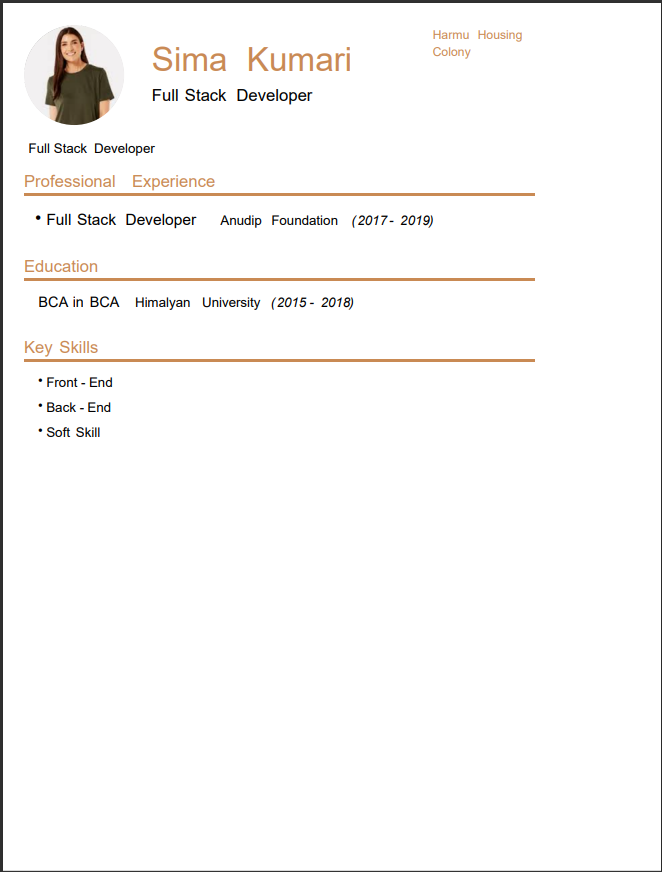 Sima Kumari
Harmu Housing
Colony
Full Stack Developer
Full Stack Developer
Professional Experience
• Full Stack Developer Anudip Foundation (2017 - 2019)
Education
BCA in BCA Himalyan University (2015 - 2018)
Key Skills
• Front - End
• Back - End
• Soft Skill